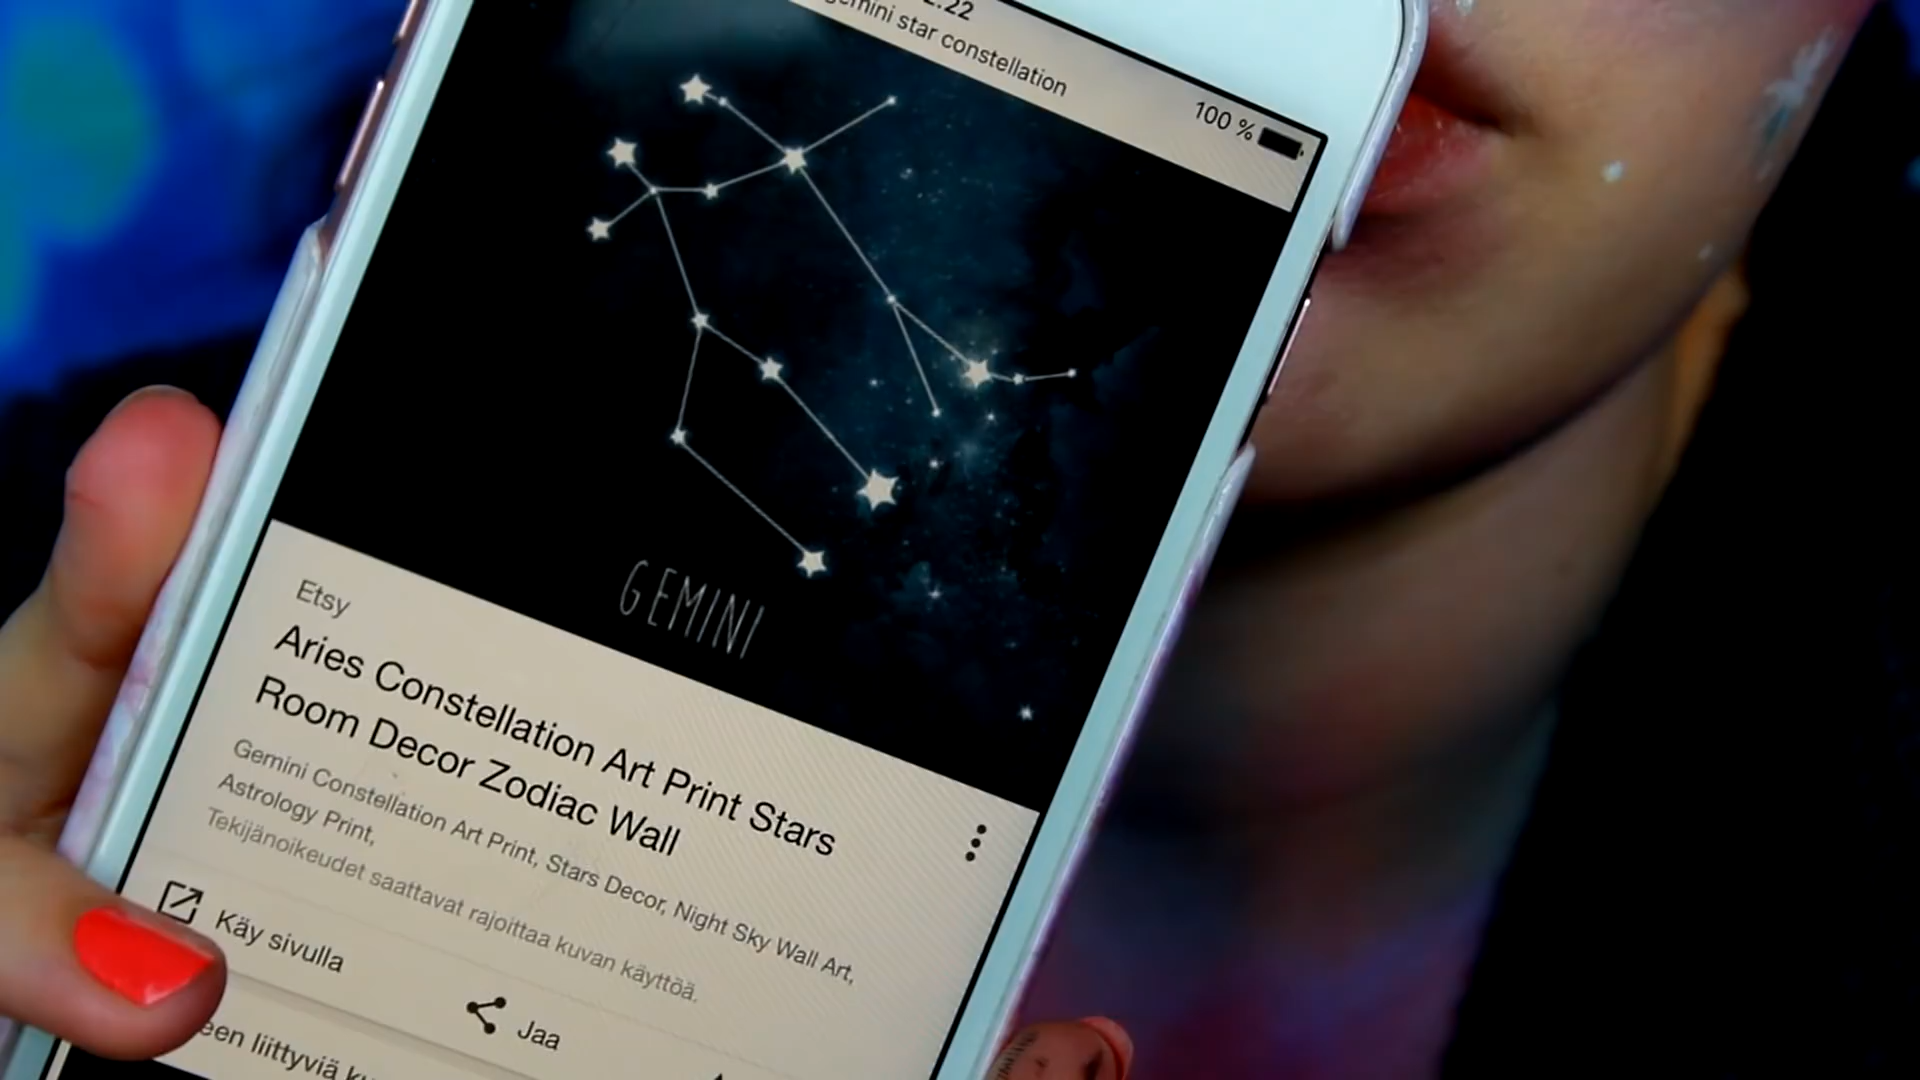 star constellation
100 %
GEMINI
Etsy
Aries Constellation Art Print Stars
Room Decor Zodiac Wall
Gemini Constellation Art Print, Stars Decor, Night Sky Wall Art,
Astrology Print,
Tekijänoikeudet saattavat rajoittaa kuvan käyttöä.
Käy sivulla
Jaa
liittyviä